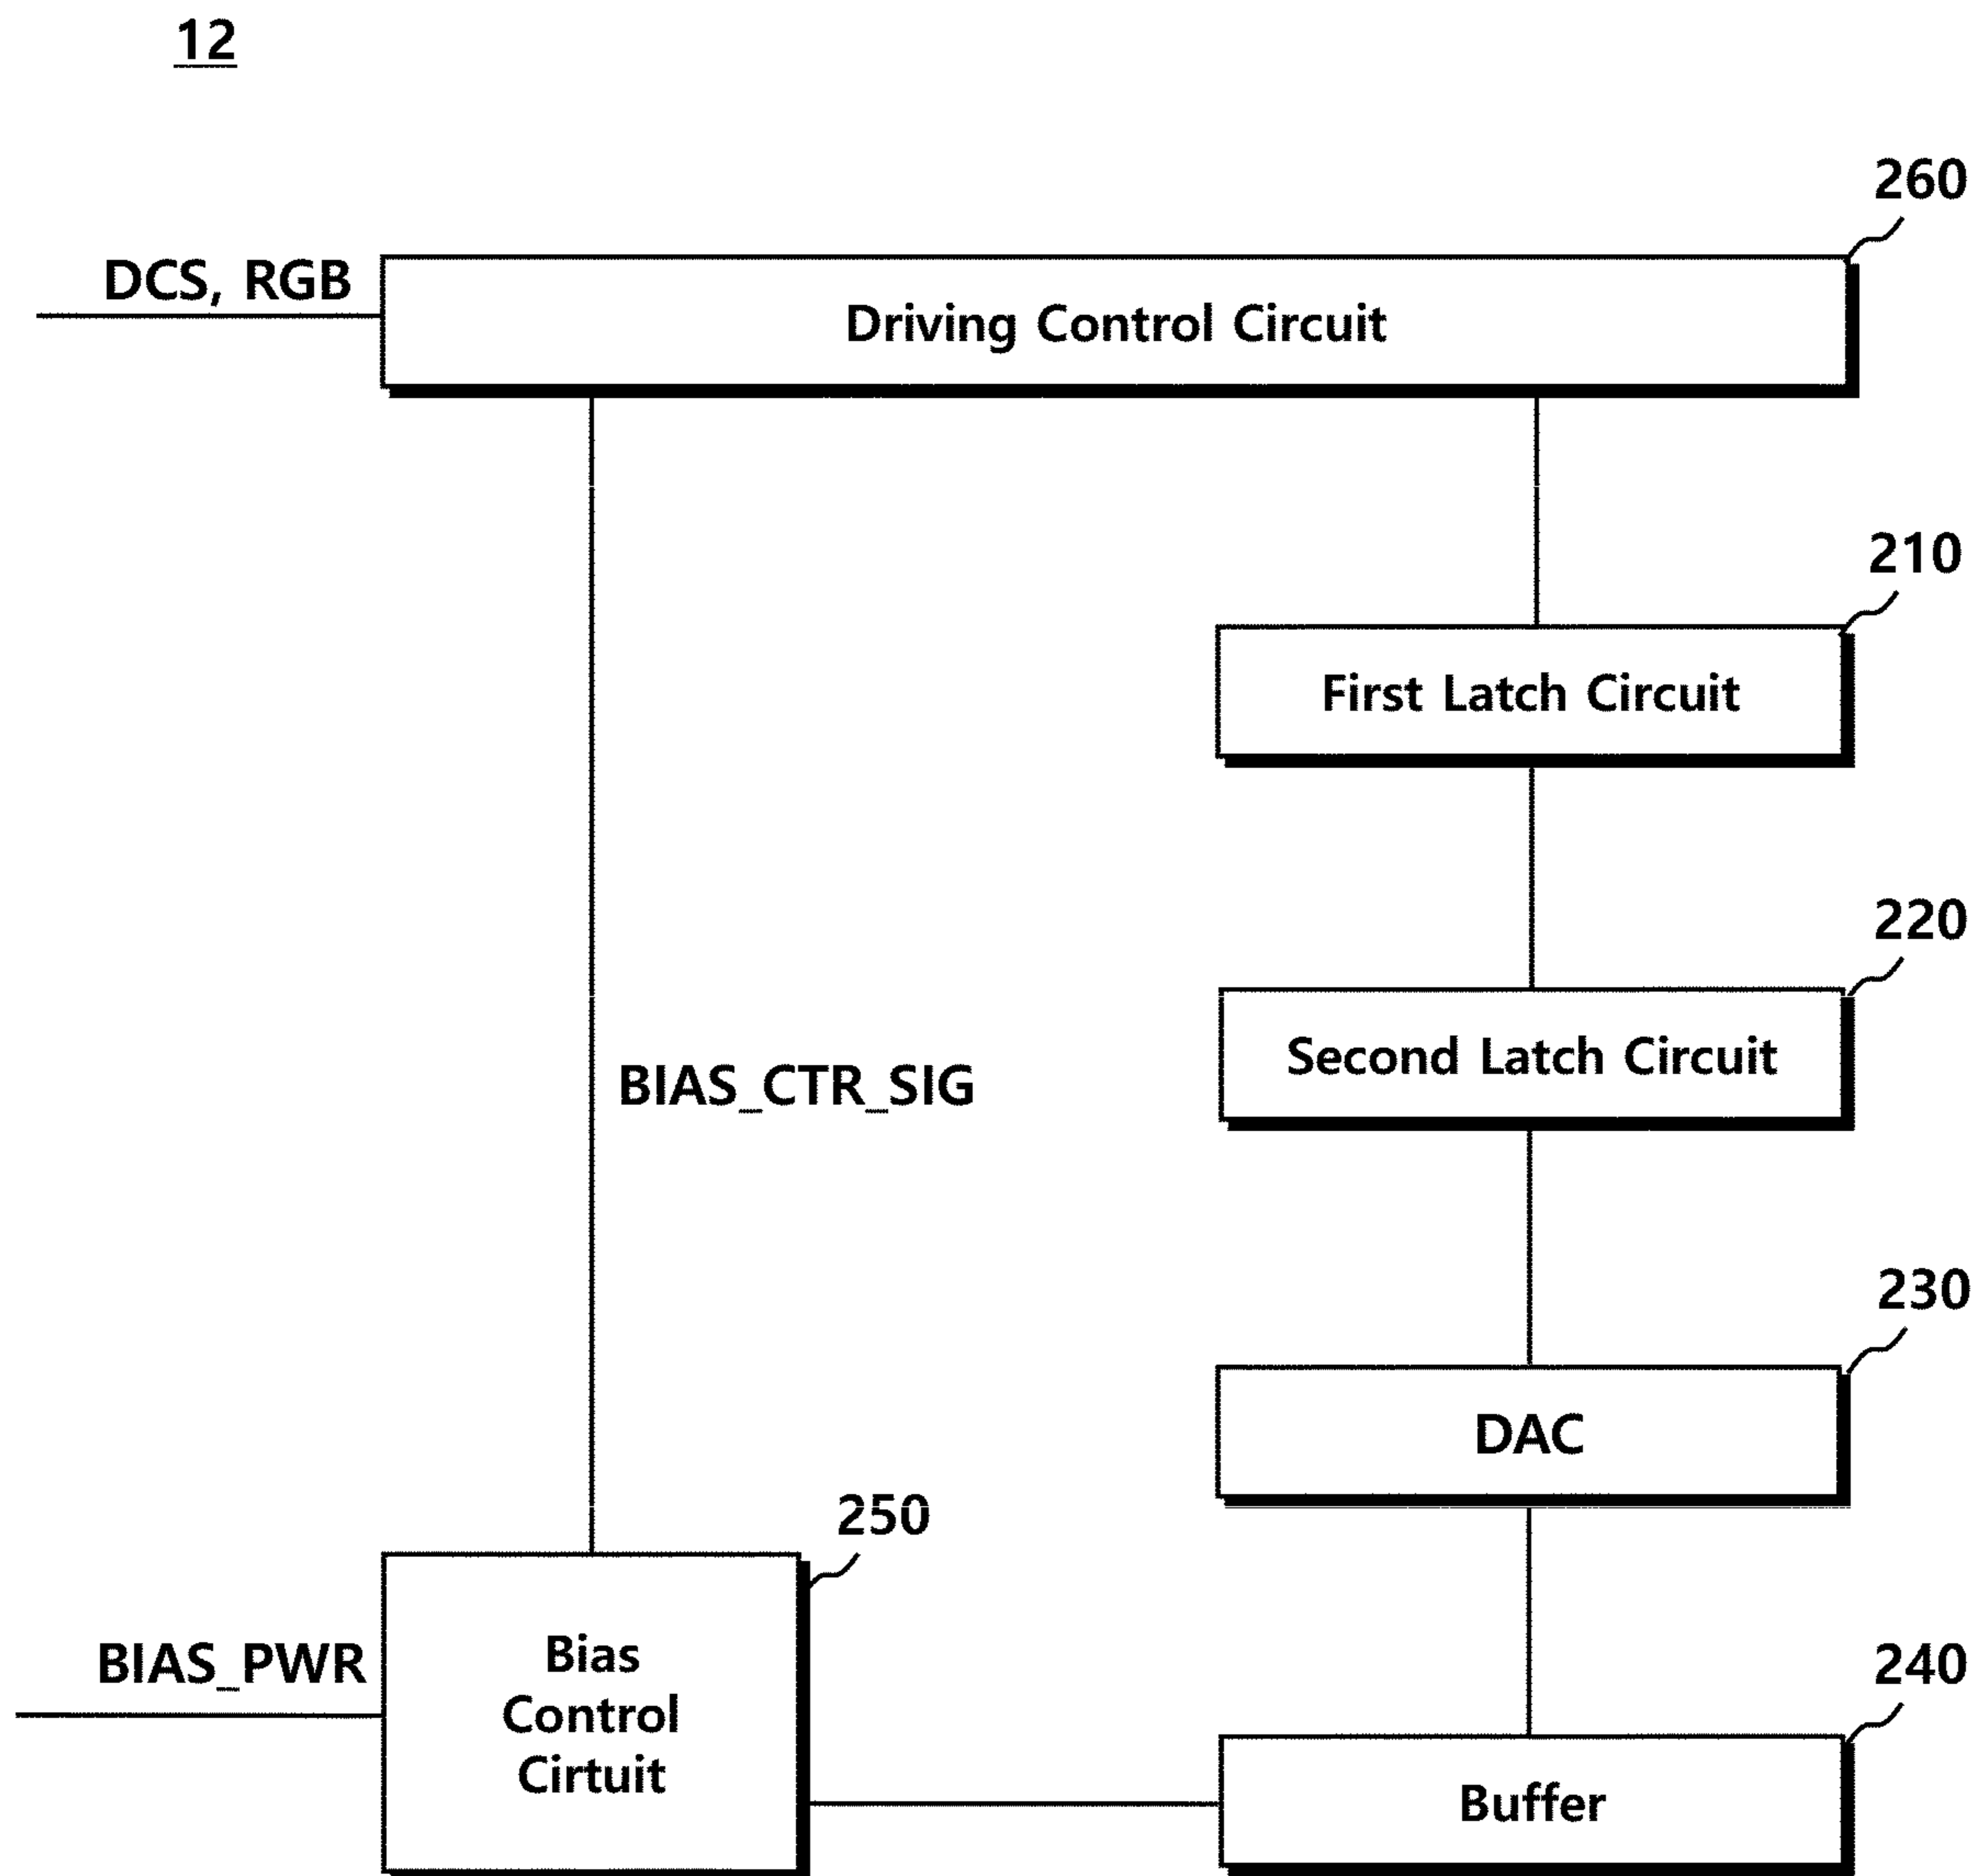 12
260
DCS, RGB
Driving Control Circuit
210
First Latch Circuit
220
Second Latch Circuit
BIAS_CTR_SIG
230
DAC
250
BIAS_PWR
Bias
Control
Cirtuit
240
Buffer